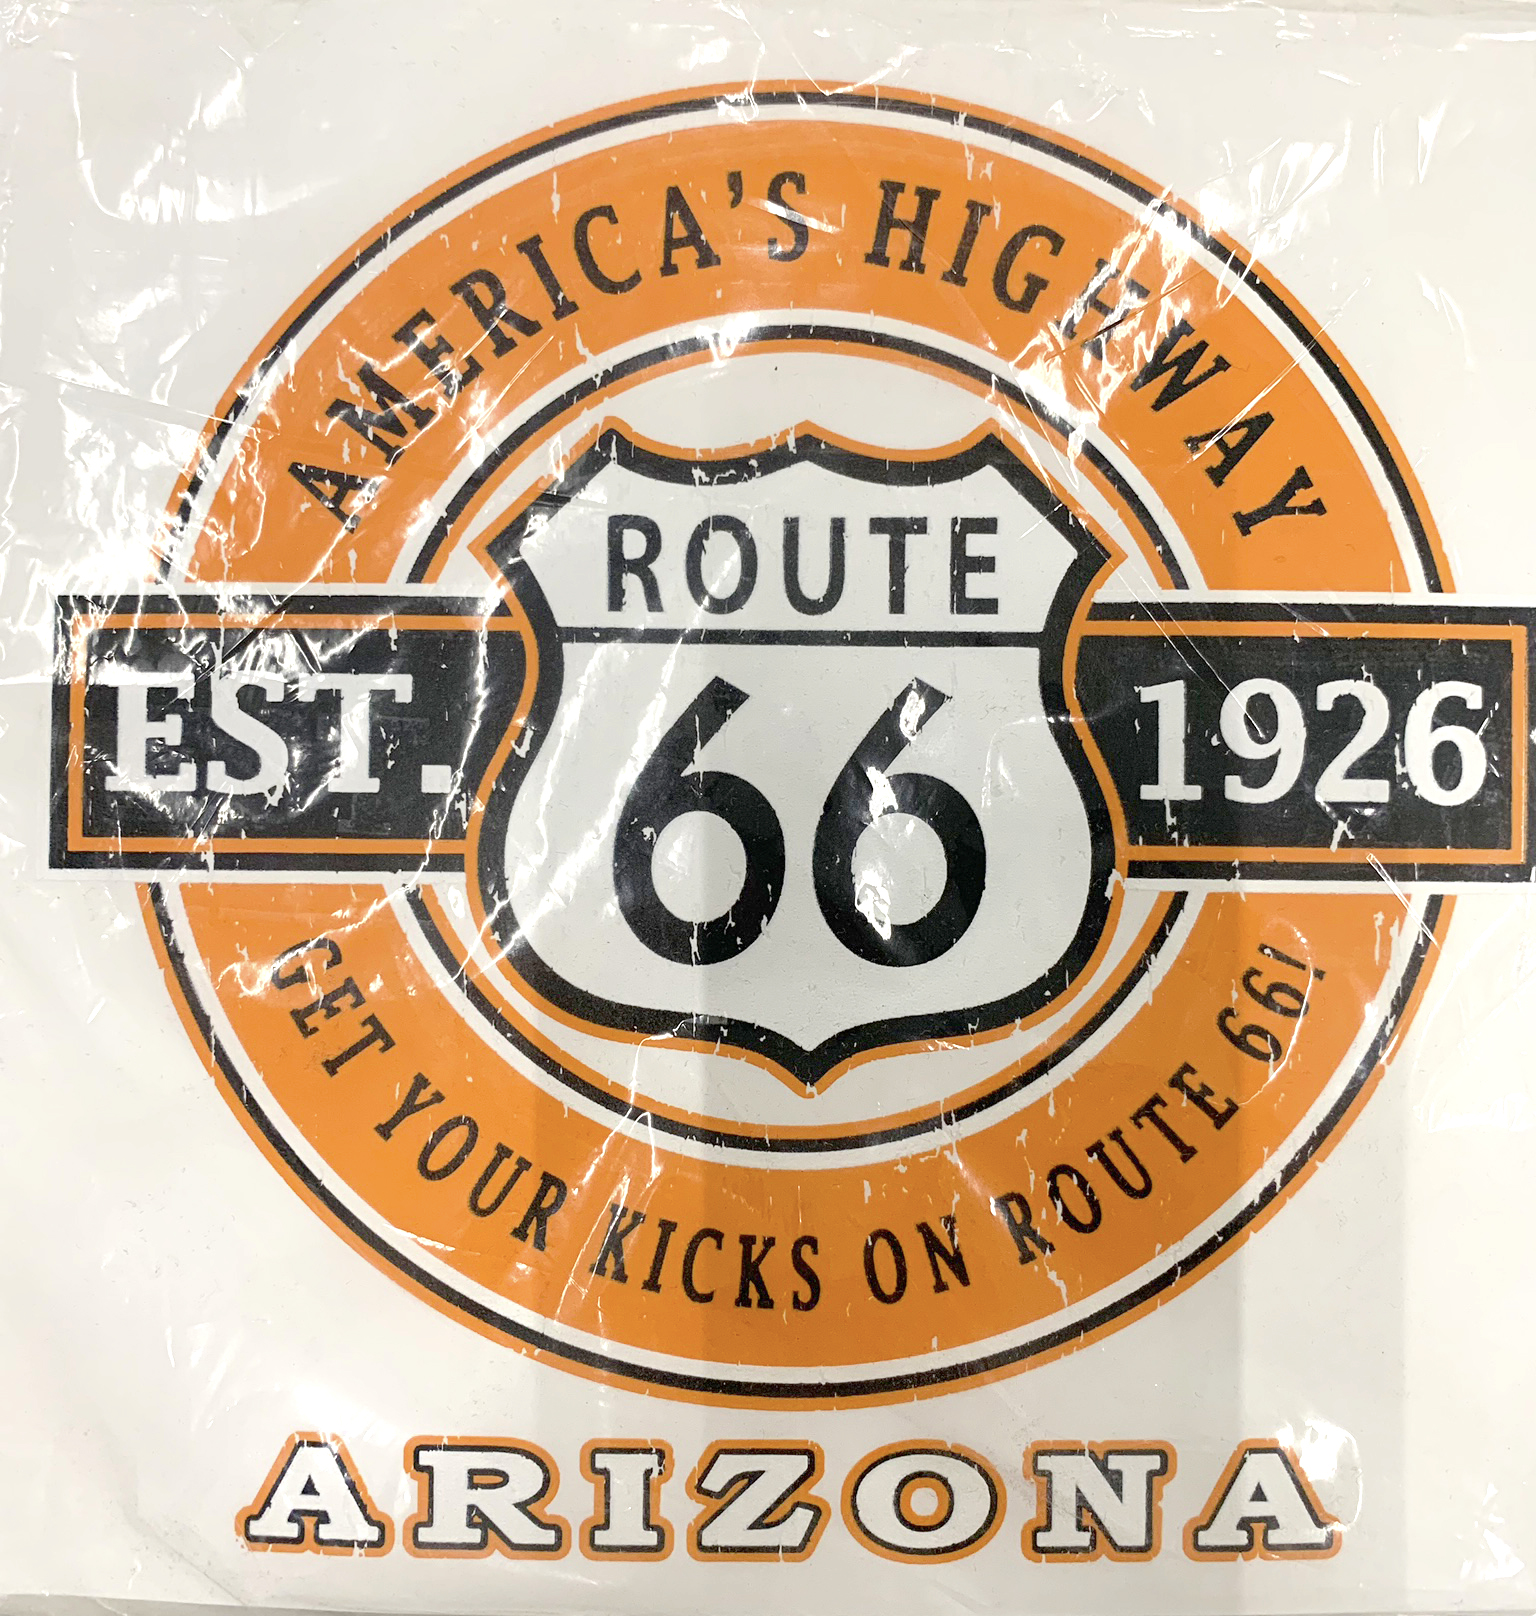 AMERICA'S HIGHWAY
ROUTE
66
EST.
1926
GET YOUR KICKS ON ROUTE 66!
ARIZONA